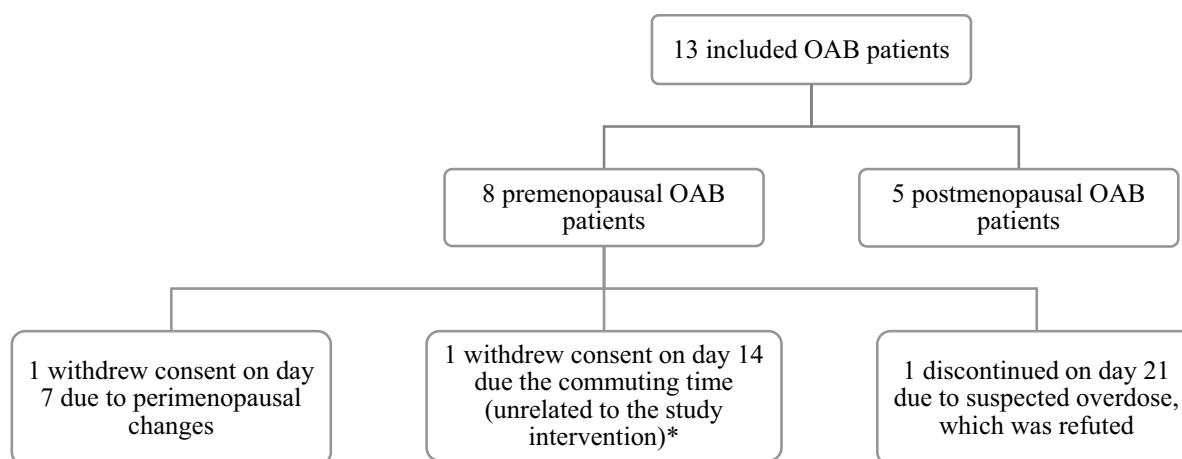 13 included OAB patients
8 premenopausal OAB
patients
5 postmenopausal OAB
patients
1 withdrew consent on day
7 due to perimenopausal
changes
1 withdrew consent on day 14
due the commuting time
(unrelated to the study
intervention)*
1 discontinued on day 21
due to suspected overdose,
which was refuted